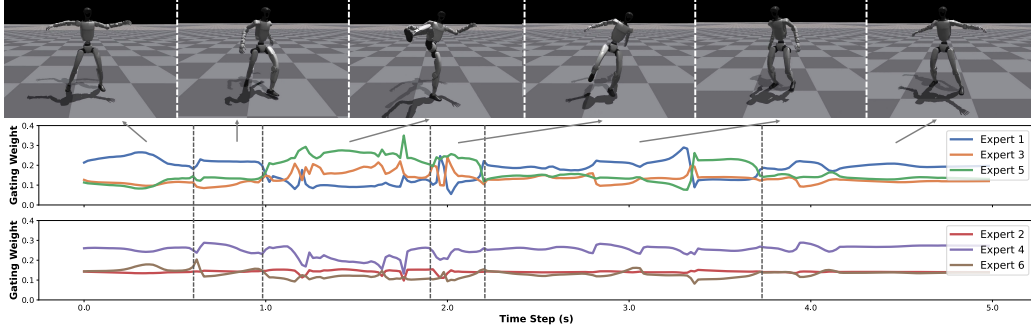 0.4
0.3
0.2
0.1
0.0
Gating Weight
Expert 1
Expert 3
Expert 5
0.4
0.3
0.2
0.1
0.0
Gating Weight
Expert 2
Expert 4
Expert 6
0.0 1.0 2.0 3.0 4.0 5.0
Time Step (s)